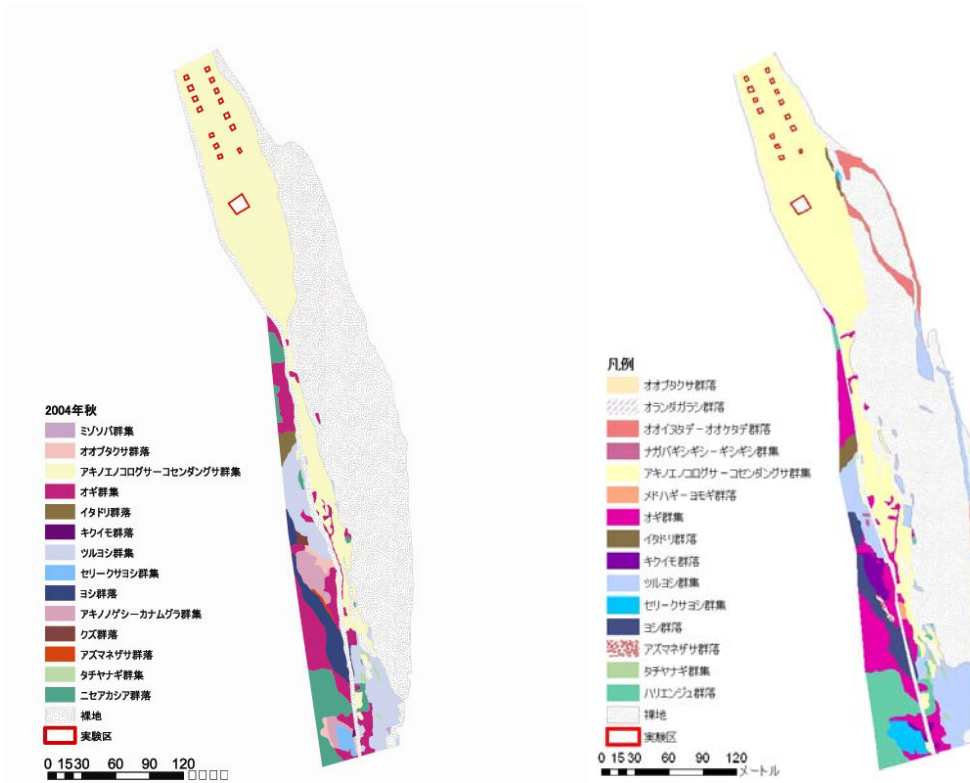 2004年秋
ミゾソバ群集
オオブタクサ群落
アキノエノコログサーコセンダングサ群集
オギ群集
イタドリ群落
キクイモ群落
ツルヨシ群集
セリークサヨシ群集
ヨシ群落
アキノノゲシーカナムグラ群集
クズ群落
アズマネザサ群落
タチヤナギ群集
ニセアカシア群落
裸地
実験区
0 15 30 60 90 120 □□□□
凡例
オオブタクサ群落
オランダガラシ群落
オオイヌタデーオオケタデ群落
ナガバギシギシーギシギシ群集
アキノエノコログサーコセンダングサ群集
メドハギーヨモギ群落
オギ群集
イタドリ群落
キクイモ群落
ツルヨシ群集
セリークサヨシ群集
ヨシ群落
アズマネザサ群落
タチヤナギ群集
ハリエンジュ群落
裸地
実験区
0 15 30 60 90 120
メートル